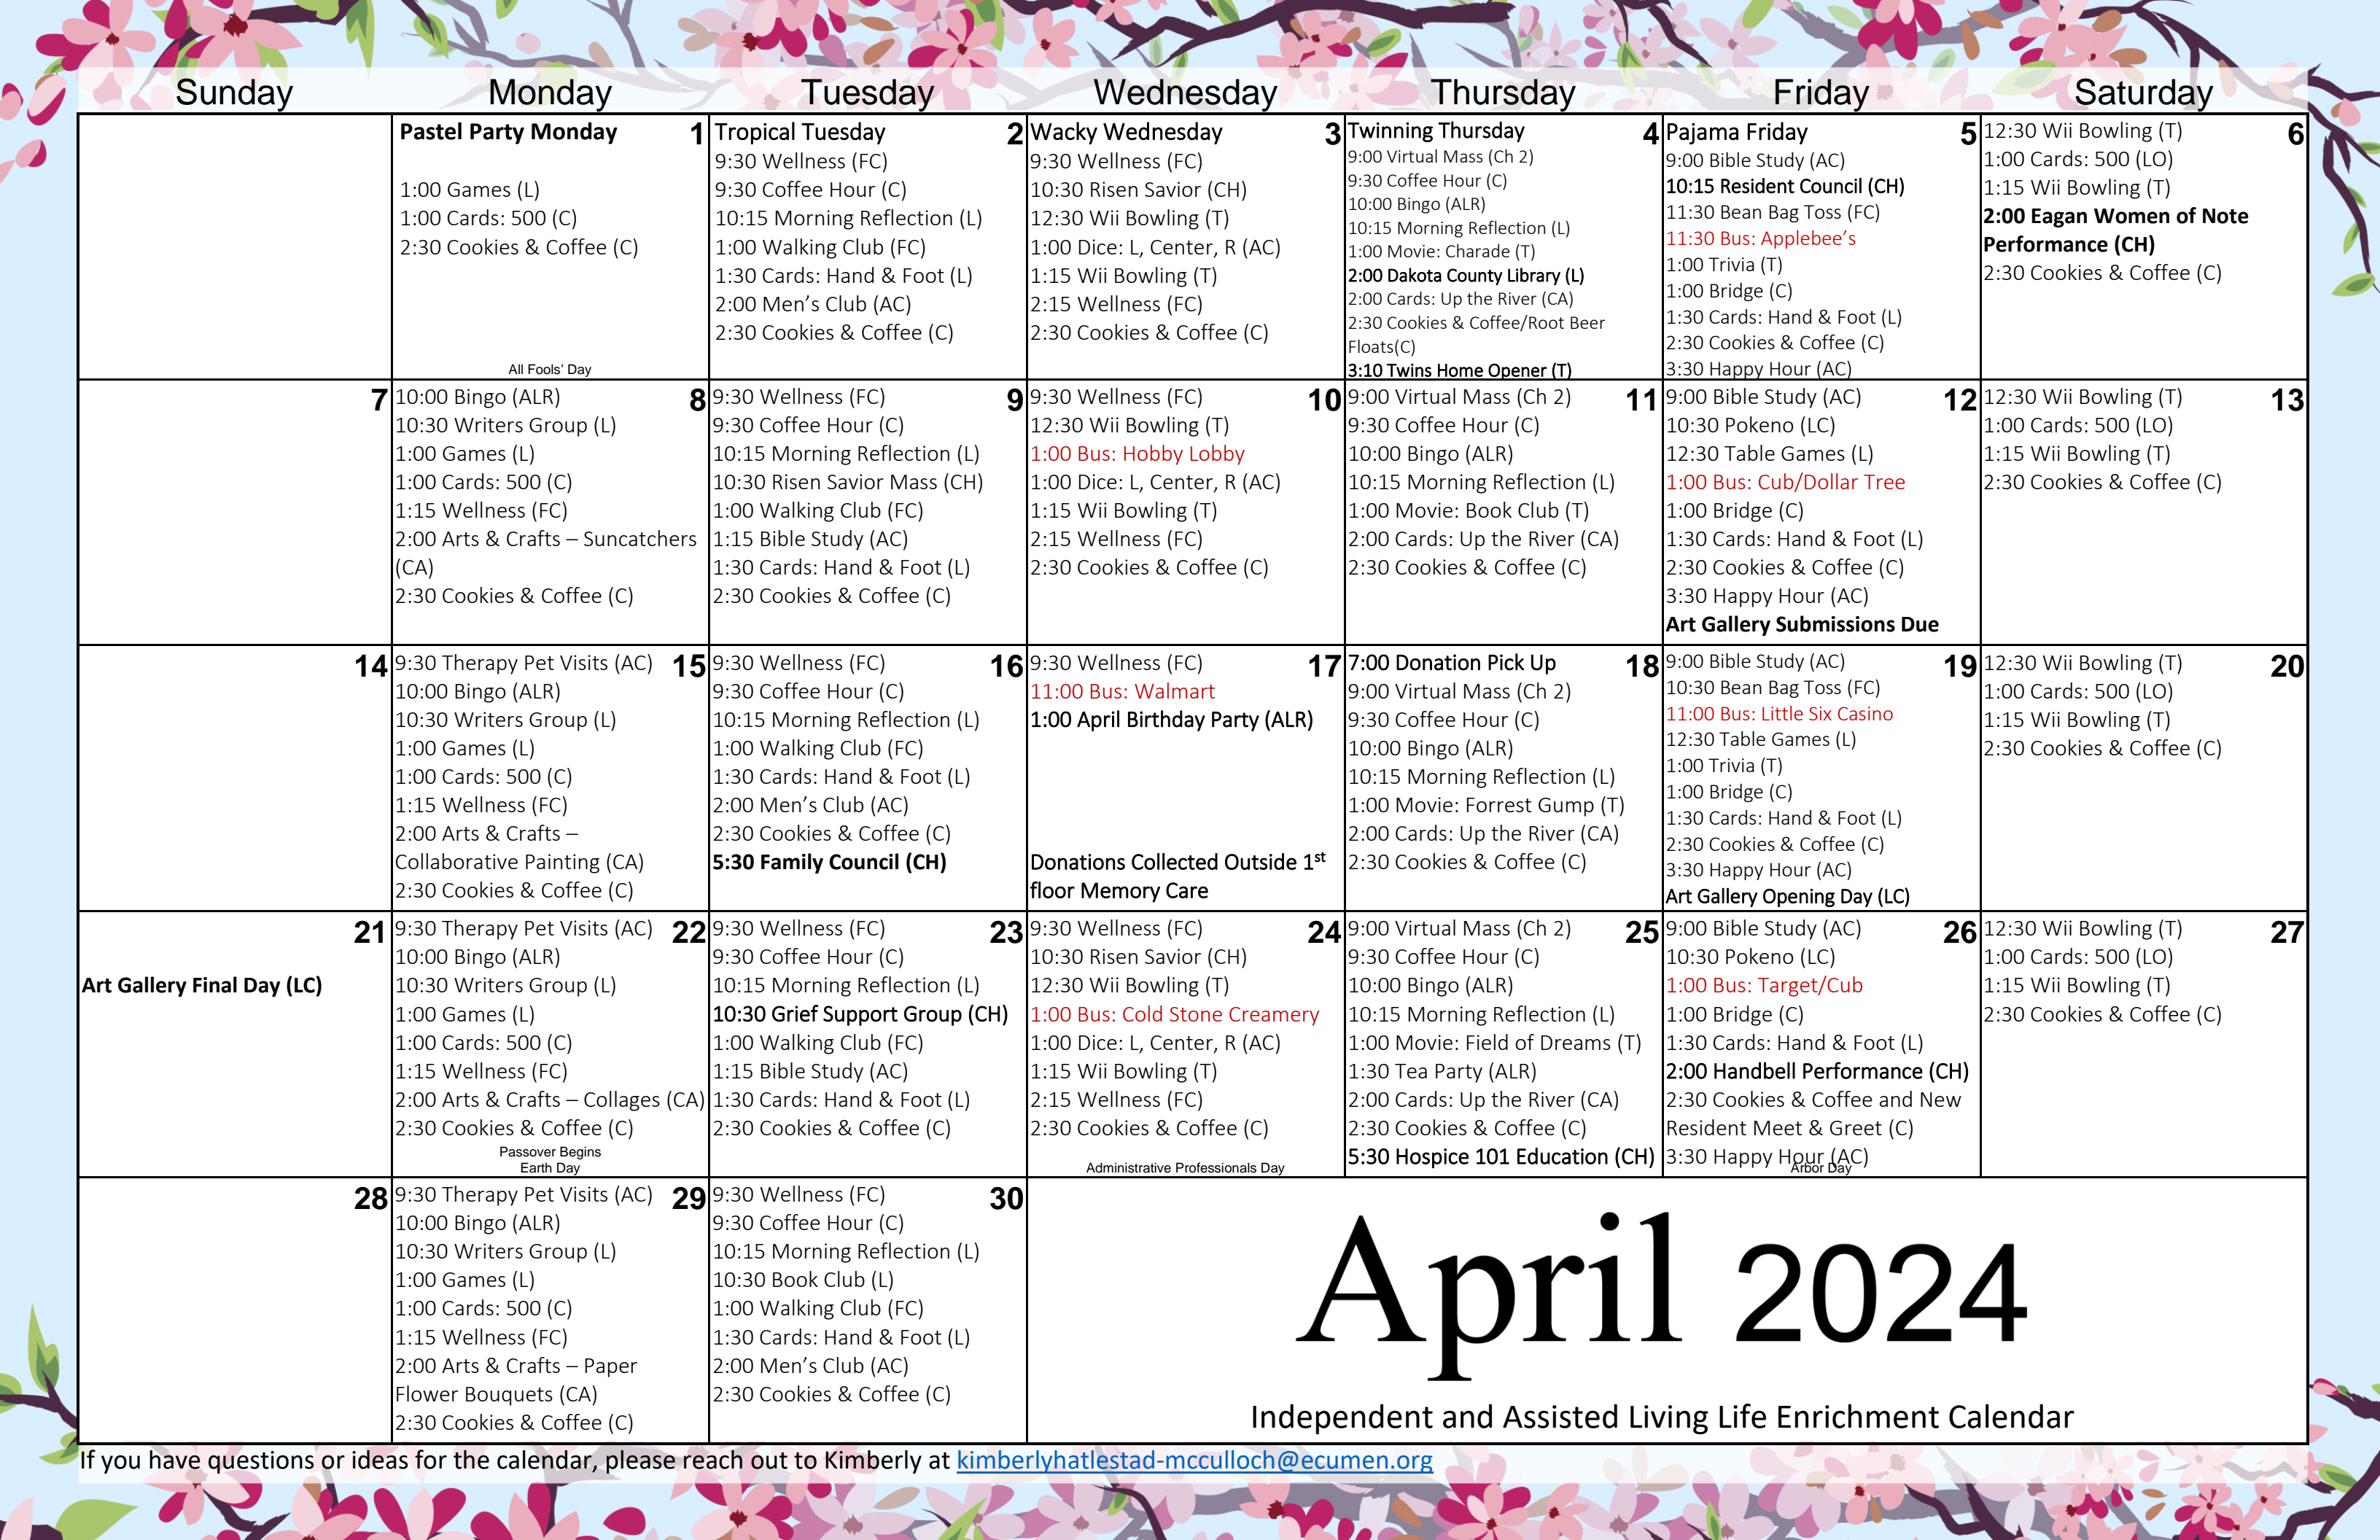 Sunday
Monday
Tuesday
Wednesday
Thursday
Friday
Saturday
Pastel Party Monday 1
1:00 Games (L)
1:00 Cards: 500 (C)
2:30 Cookies & Coffee (C)
All Fools' Day
Tropical Tuesday 2
9:30 Wellness (FC)
9:30 Coffee Hour (C)
10:15 Morning Reflection (L)
1:00 Walking Club (FC)
1:30 Cards: Hand & Foot (L)
2:00 Men's Club (AC)
2:30 Cookies & Coffee (C)
Wacky Wednesday 3
9:30 Wellness (FC)
10:30 Risen Savior (CH)
12:30 Wii Bowling (T)
1:00 Dice: L, Center, R (AC)
1:15 Wii Bowling (T)
2:15 Wellness (FC)
2:30 Cookies & Coffee (C)
Twinning Thursday 4
9:00 Virtual Mass (Ch 2)
9:30 Coffee Hour (C)
10:00 Bingo (ALR)
10:15 Morning Reflection (L)
1:00 Movie: Charade (T)
2:00 Dakota County Library (L)
2:00 Cards: Up the River (CA)
2:30 Cookies & Coffee/Root Beer
Floats(C)
3:10 Twins Home Opener (T)
Pajama Friday 5
9:00 Bible Study (AC)
10:15 Resident Council (CH)
11:30 Bean Bag Toss (FC)
11:30 Bus: Applebee's
1:00 Trivia (T)
1:00 Bridge (C)
1:30 Cards: Hand & Foot (L)
2:30 Cookies & Coffee (C)
3:30 Happy Hour (AC)
12:30 Wii Bowling (T) 6
1:00 Cards: 500 (LO)
1:15 Wii Bowling (T)
2:00 Eagan Women of Note
Performance (CH)
2:30 Cookies & Coffee (C)
7
10:00 Bingo (ALR) 8
10:30 Writers Group (L)
1:00 Games (L)
1:00 Cards: 500 (C)
1:15 Wellness (FC)
2:00 Arts & Crafts – Suncatchers
(CA)
2:30 Cookies & Coffee (C)
9:30 Wellness (FC) 9
9:30 Coffee Hour (C)
10:15 Morning Reflection (L)
10:30 Risen Savior Mass (CH)
1:00 Walking Club (FC)
1:15 Bible Study (AC)
1:30 Cards: Hand & Foot (L)
2:30 Cookies & Coffee (C)
9:30 Wellness (FC) 10
12:30 Wii Bowling (T)
1:00 Bus: Hobby Lobby
1:00 Dice: L, Center, R (AC)
1:15 Wii Bowling (T)
2:15 Wellness (FC)
2:30 Cookies & Coffee (C)
9:00 Virtual Mass (Ch 2) 11
9:30 Coffee Hour (C)
10:00 Bingo (ALR)
10:15 Morning Reflection (L)
1:00 Movie: Book Club (T)
2:00 Cards: Up the River (CA)
2:30 Cookies & Coffee (C)
9:00 Bible Study (AC) 12
10:30 Pokeno (LC)
12:30 Table Games (L)
1:00 Bus: Cub/Dollar Tree
1:00 Bridge (C)
1:30 Cards: Hand & Foot (L)
2:30 Cookies & Coffee (C)
3:30 Happy Hour (AC)
Art Gallery Submissions Due
12:30 Wii Bowling (T) 13
1:00 Cards: 500 (LO)
1:15 Wii Bowling (T)
2:30 Cookies & Coffee (C)
14
9:30 Therapy Pet Visits (AC) 15
10:00 Bingo (ALR)
10:30 Writers Group (L)
1:00 Games (L)
1:00 Cards: 500 (C)
1:15 Wellness (FC)
2:00 Arts & Crafts –
Collaborative Painting (CA)
2:30 Cookies & Coffee (C)
9:30 Wellness (FC) 16
9:30 Coffee Hour (C)
10:15 Morning Reflection (L)
1:00 Walking Club (FC)
1:30 Cards: Hand & Foot (L)
2:00 Men's Club (AC)
2:30 Cookies & Coffee (C)
5:30 Family Council (CH)
9:30 Wellness (FC) 17
11:00 Bus: Walmart
1:00 April Birthday Party (ALR)
Donations Collected Outside 1st
floor Memory Care
7:00 Donation Pick Up 18
9:00 Virtual Mass (Ch 2)
9:30 Coffee Hour (C)
10:00 Bingo (ALR)
10:15 Morning Reflection (L)
1:00 Movie: Forrest Gump (T)
2:00 Cards: Up the River (CA)
2:30 Cookies & Coffee (C)
9:00 Bible Study (AC) 19
10:30 Bean Bag Toss (FC)
11:00 Bus: Little Six Casino
12:30 Table Games (L)
1:00 Trivia (T)
1:00 Bridge (C)
1:30 Cards: Hand & Foot (L)
2:30 Cookies & Coffee (C)
3:30 Happy Hour (AC)
Art Gallery Opening Day (LC)
12:30 Wii Bowling (T) 20
1:00 Cards: 500 (LO)
1:15 Wii Bowling (T)
2:30 Cookies & Coffee (C)
21
Art Gallery Final Day (LC)
9:30 Therapy Pet Visits (AC) 22
10:00 Bingo (ALR)
10:30 Writers Group (L)
1:00 Games (L)
1:00 Cards: 500 (C)
1:15 Wellness (FC)
2:00 Arts & Crafts – Collages (CA)
2:30 Cookies & Coffee (C)
Passover Begins
Earth Day
9:30 Wellness (FC) 23
9:30 Coffee Hour (C)
10:15 Morning Reflection (L)
10:30 Grief Support Group (CH)
1:00 Walking Club (FC)
1:15 Bible Study (AC)
1:30 Cards: Hand & Foot (L)
2:30 Cookies & Coffee (C)
9:30 Wellness (FC) 24
10:30 Risen Savior (CH)
12:30 Wii Bowling (T)
1:00 Bus: Cold Stone Creamery
1:00 Dice: L, Center, R (AC)
1:15 Wii Bowling (T)
2:15 Wellness (FC)
2:30 Cookies & Coffee (C)
Administrative Professionals Day
9:00 Virtual Mass (Ch 2) 25
9:30 Coffee Hour (C)
10:00 Bingo (ALR)
10:15 Morning Reflection (L)
1:00 Movie: Field of Dreams (T)
1:30 Tea Party (ALR)
2:00 Cards: Up the River (CA)
2:30 Cookies & Coffee (C)
5:30 Hospice 101 Education (CH)
9:00 Bible Study (AC) 26
10:30 Pokeno (LC)
1:00 Bus: Target/Cub
1:00 Bridge (C)
1:30 Cards: Hand & Foot (L)
2:00 Handbell Performance (CH)
2:30 Cookies & Coffee and New
Resident Meet & Greet (C)
3:30 Happy Hour (AC)
Arbor Day
12:30 Wii Bowling (T) 27
1:00 Cards: 500 (LO)
1:15 Wii Bowling (T)
2:30 Cookies & Coffee (C)
28
9:30 Therapy Pet Visits (AC) 29
10:00 Bingo (ALR)
10:30 Writers Group (L)
1:00 Games (L)
1:00 Cards: 500 (C)
1:15 Wellness (FC)
2:00 Arts & Crafts – Paper
Flower Bouquets (CA)
2:30 Cookies & Coffee (C)
9:30 Wellness (FC) 30
9:30 Coffee Hour (C)
10:15 Morning Reflection (L)
10:30 Book Club (L)
1:00 Walking Club (FC)
1:30 Cards: Hand & Foot (L)
2:00 Men's Club (AC)
2:30 Cookies & Coffee (C)
April 2024
Independent and Assisted Living Life Enrichment Calendar
If you have questions or ideas for the calendar, please reach out to Kimberly at kimberlyhatlestad-mcculloch@ecumen.org